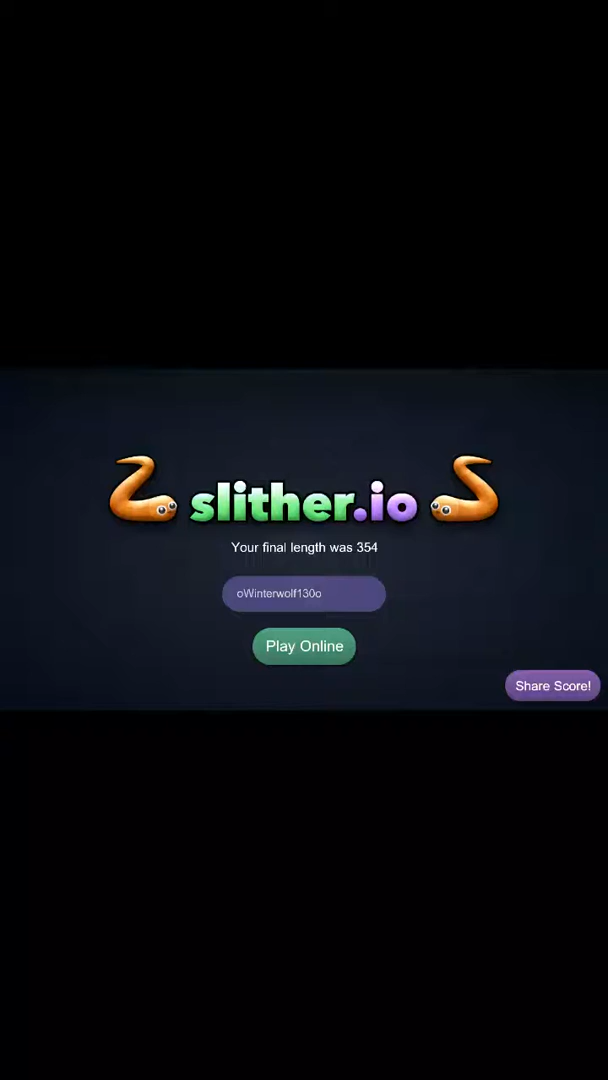 slither.io
Your final length was 354
oWinterwolf130o
Play Online
Share Score!